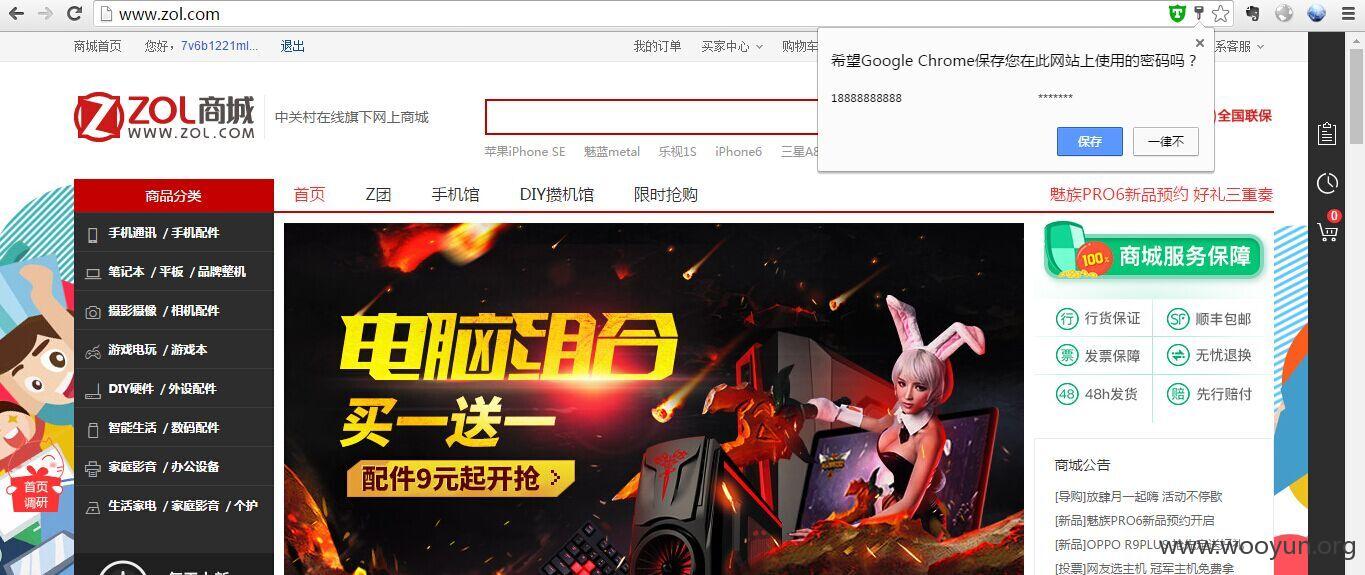 www.zol.com
商城首页 您好，7v6b1221ml... 退出 我的订单 买家中心 购物车 系客服
希望Google Chrome保存您在此网站上使用的密码吗？
18888888888 *******
保存 一律不
ZOL商城
WWW.ZOL.COM
中关村在线旗下网上商城
全国联保
苹果iPhone SE 魅蓝metal 乐视1S iPhone6 三星A8
商品分类 首页 Z团 手机馆 DIY攒机馆 限时抢购 魅族PRO6新品预约 好礼三重奏
手机通讯 / 手机配件
笔记本 / 平板 / 品牌整机
摄影摄像 / 相机配件
游戏电玩 / 游戏本
DIY硬件 / 外设配件
智能生活 / 数码配件
家庭影音 / 办公设备
生活家电 / 家庭影音 / 个护
首页
调研
电脑组合
买一送一
配件9元起开抢 >
100% 商城服务保障
行 行货保证 SF 顺丰包邮
票 发票保障 无忧退换
48 48h发货 赔 先行赔付
商城公告
[导购]放肆月一起嗨 活动不停歇
[新品]魅族PRO6新品预约开启
[新品]OPPO R9PLUS
[投票]网友选主机 冠军主机免费拿
0
www.wooyun.org